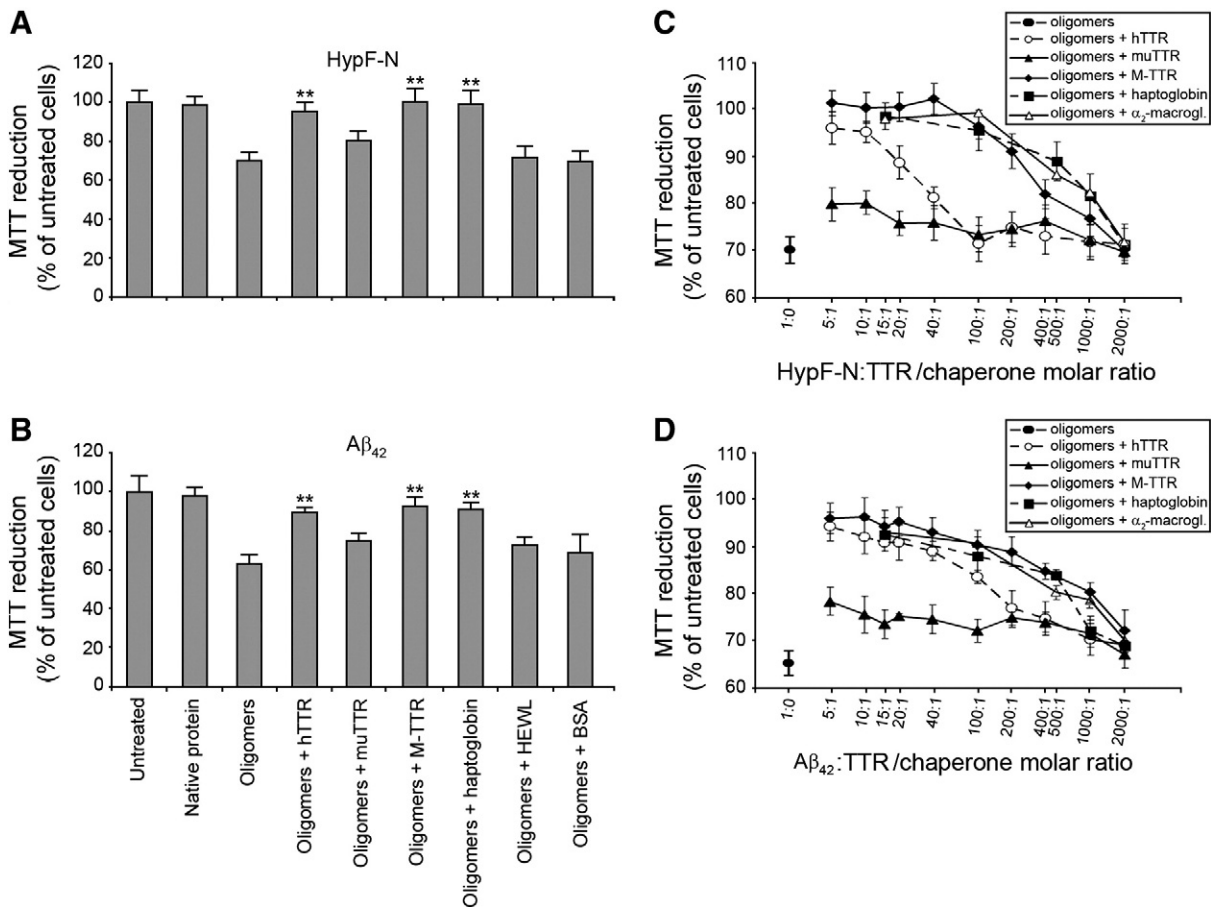 A
HypF-N
MTT reduction
(% of untreated cells)
120
100
80
60
40
20
0
**
**
**
B
Aβ42
MTT reduction
(% of untreated cells)
120
100
80
60
40
20
0
**
**
**
Untreated
Native protein
Oligomers
Oligomers + hTTR
Oligomers + muTTR
Oligomers + M-TTR
Oligomers + haptoglobin
Oligomers + HEWL
Oligomers + BSA
C
oligomers
oligomers + hTTR
oligomers + muTTR
oligomers + M-TTR
oligomers + haptoglobin
oligomers + α2-macrogl.
MTT reduction
(% of untreated cells)
110
100
90
80
70
60
1:0
5:1
10:1
15:1
20:1
40:1
100:1
200:1
400:1
500:1
1000:1
2000:1
HypF-N:TTR/chaperone molar ratio
D
oligomers
oligomers + hTTR
oligomers + muTTR
oligomers + M-TTR
oligomers + haptoglobin
oligomers + α2-macrogl.
MTT reduction
(% of untreated cells)
110
100
90
80
70
60
1:0
5:1
10:1
15:1
20:1
40:1
100:1
200:1
400:1
500:1
1000:1
2000:1
Aβ42:TTR/chaperone molar ratio